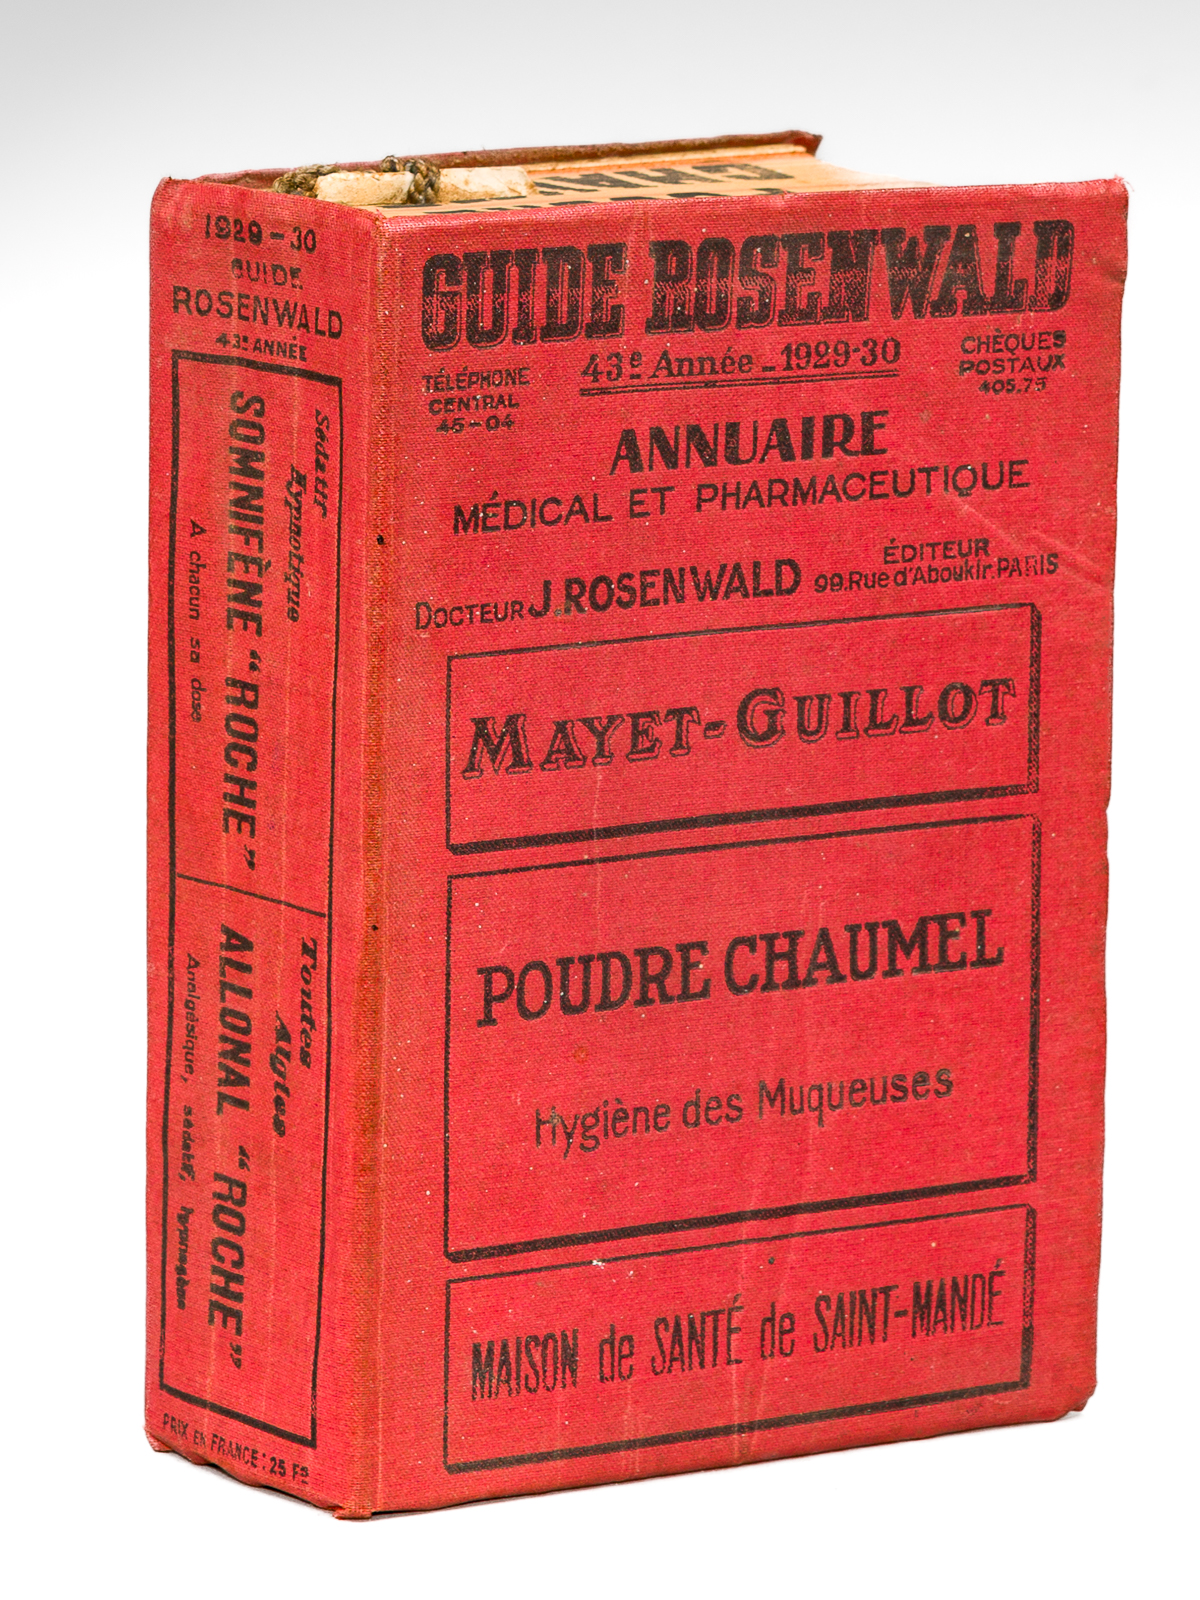 1929-30
GUIDE
ROSENWALD
43e ANNÉE
Sédatif
Hypnotique
SOMNIFÈNE "ROCHE"
A chacun sa dose
Toutes
Algies
ALLONAL "ROCHE"
Analgésique, sédatif, hypnotique
PRIX EN FRANCE: 25 Frs
GUIDE ROSENWALD
43e Année - 1929-30
TÉLÉPHONE
CENTRAL
45-04
CHÈQUES
POSTAUX
405.75
ANNUAIRE
MÉDICAL ET PHARMACEUTIQUE
DOCTEUR J. ROSENWALD
ÉDITEUR
99.Rue d'Aboukir.PARIS
MAYET-GUILLOT
POUDRE CHAUMEL
Hygiène des Muqueuses
MAISON de SANTÉ de SAINT-MANDÉ